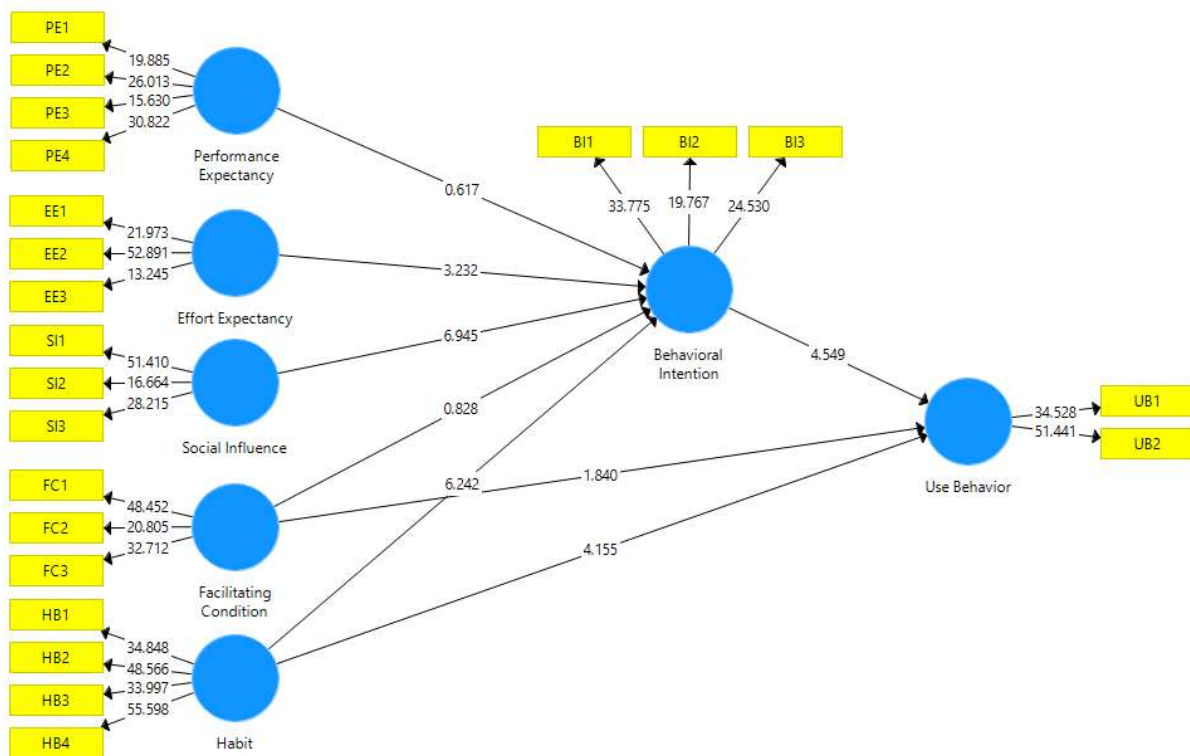 PE1
19.885
PE2
26.013
PE3
15.630
30.822
PE4
Performance
Expectancy
EE1
21.973
EE2
52.891
EE3
13.245
Effort Expectancy
SI1
51.410
SI2
16.664
SI3
28.215
Social Influence
FC1
48.452
FC2
20.805
FC3
32.712
Facilitating
Condition
HB1
34.848
HB2
48.566
HB3
33.997
55.598
HB4
Habit
0.617
3.232
6.945
0.828
6.242
1.840
4.155
BI1
BI2
BI3
33.775
19.767
24.530
Behavioral
Intention
4.549
UB1
34.528
51.441
UB2
Use Behavior